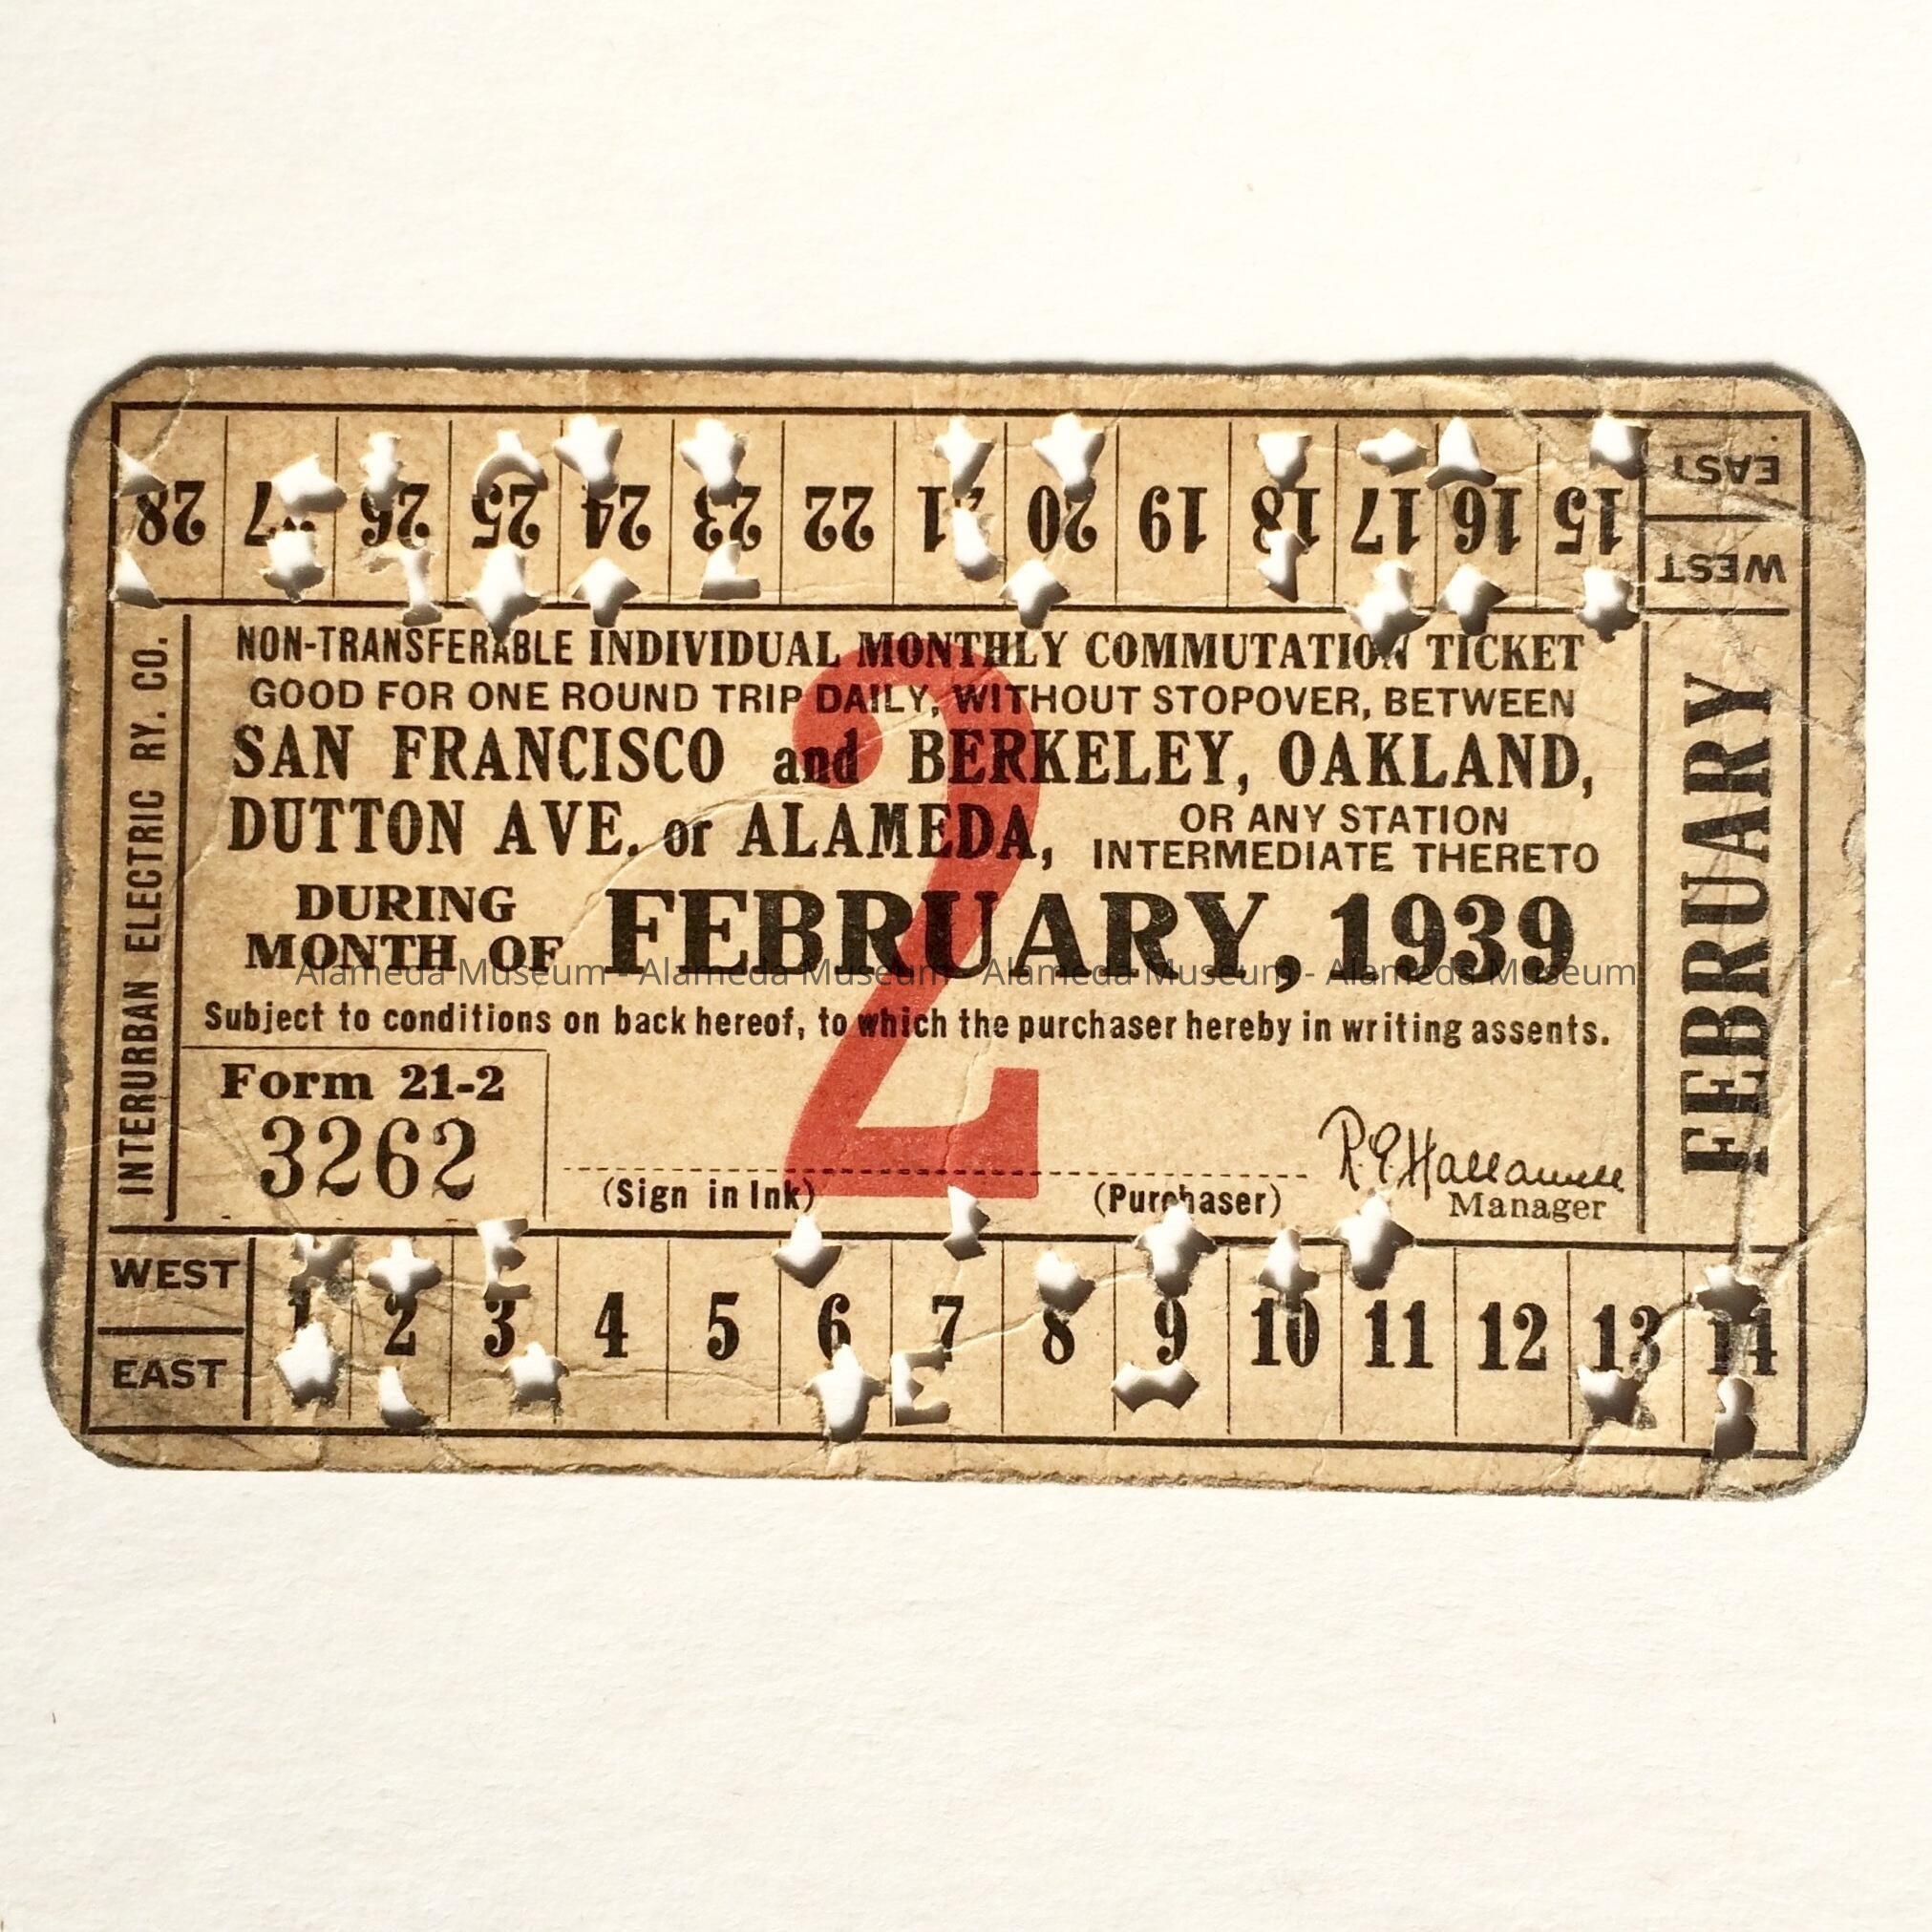 28 27 26 25 24 23 22 21 20 19 18 17 16 15
EAST
WEST
INTERURBAN ELECTRIC RY. CO.
NON-TRANSFERABLE INDIVIDUAL MONTHLY COMMUTATION TICKET
GOOD FOR ONE ROUND TRIP DAILY, WITHOUT STOPOVER, BETWEEN
SAN FRANCISCO and BERKELEY, OAKLAND,
DUTTON AVE. or ALAMEDA, OR ANY STATION
INTERMEDIATE THERETO
DURING
MONTH OF FEBRUARY, 1939
2
Alameda Museum - Alameda Museum - Alameda Museum - Alameda Museum
Subject to conditions on back hereof, to which the purchaser hereby in writing assents.
Form 21-2
3262
(Sign in Ink) (Purchaser)
R. E. Hallawell
Manager
FEBRUARY
WEST
EAST
1 2 3 4 5 6 7 8 9 10 11 12 13 14